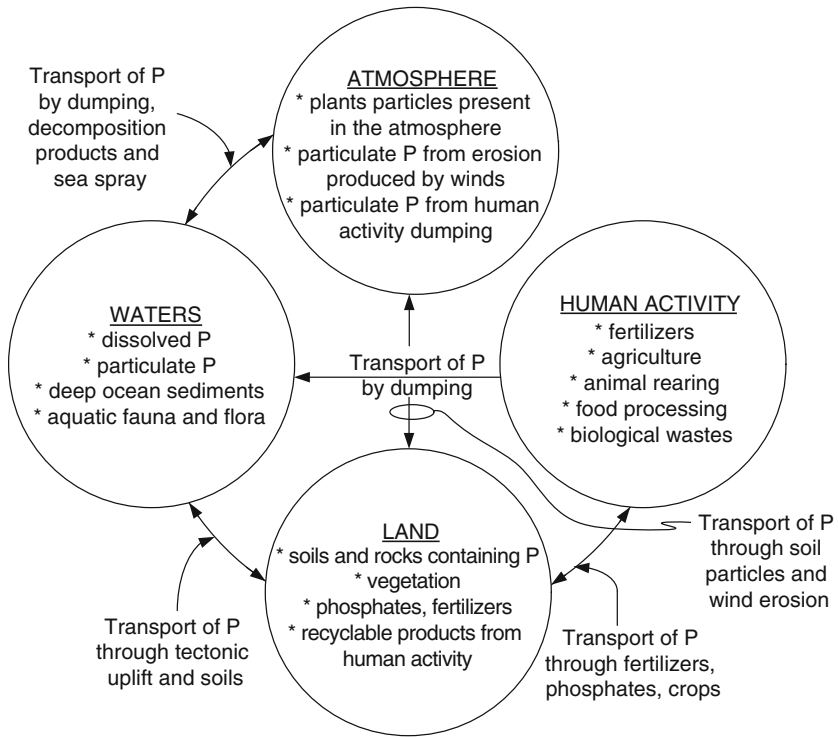 Transport of P
by dumping,
decomposition
products and
sea spray
ATMOSPHERE
* plants particles present
in the atmosphere
* particulate P from erosion
produced by winds
* particulate P from human
activity dumping
WATERS
* dissolved P
* particulate P
* deep ocean sediments
* aquatic fauna and flora
Transport of P
by dumping
HUMAN ACTIVITY
* fertilizers
* agriculture
* animal rearing
* food processing
* biological wastes
LAND
* soils and rocks containing P
* vegetation
* phosphates, fertilizers
* recyclable products from
human activity
Transport of P
through tectonic
uplift and soils
Transport of P
through fertilizers,
phosphates, crops
Transport of P
through soil
particles and
wind erosion